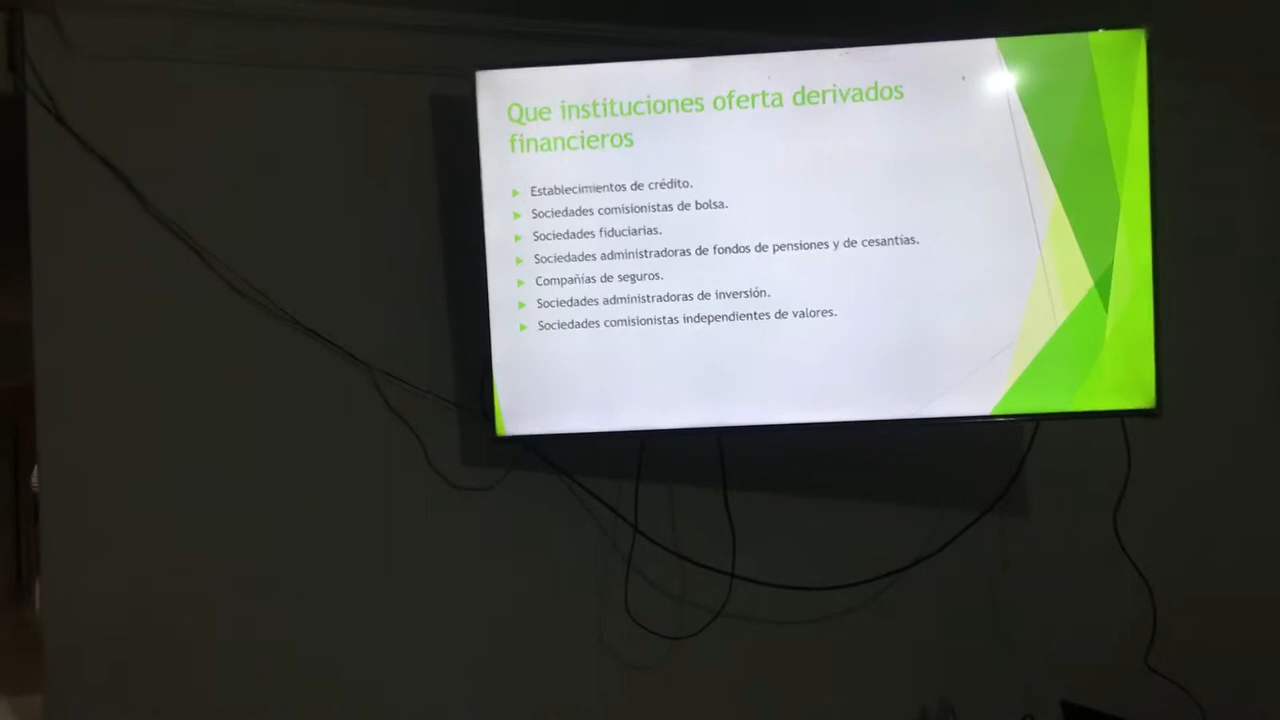 Que instituciones oferta derivados
financieros
Establecimientos de crédito.
Sociedades comisionistas de bolsa.
Sociedades fiduciarias.
Sociedades administradoras de fondos de pensiones y de cesantías.
Compañías de seguros.
Sociedades administradoras de inversión.
Sociedades comisionistas independientes de valores.